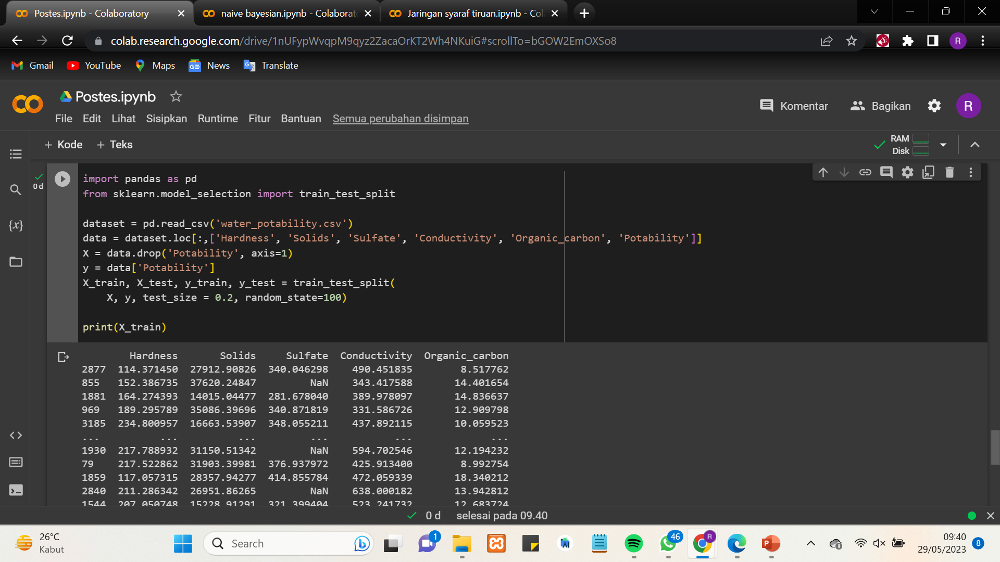 Postes.ipynb - Colaboratory
naive bayesian.ipynb - Colaborat
Jaringan syaraf tiruan.ipynb - Col
colab.research.google.com/drive/1nUFypWvqpM9qyz2ZacaOrKT2Wh4NKuiG#scrollTo=bGOW2EmOXSo8
R
Gmail YouTube Maps News Translate
Postes.ipynb
Komentar Bagikan R
File Edit Lihat Sisipkan Runtime Fitur Bantuan Semua perubahan disimpan
+ Kode + Teks
RAM
Disk
0 d
import pandas as pd
from sklearn.model_selection import train_test_split
dataset = pd.read_csv('water_potability.csv')
data = dataset.loc[:,['Hardness', 'Solids', 'Sulfate', 'Conductivity', 'Organic_carbon', 'Potability']]
X = data.drop('Potability', axis=1)
y = data['Potability']
X_train, X_test, y_train, y_test = train_test_split(
    X, y, test_size = 0.2, random_state=100)
print(X_train)
Hardness Solids Sulfate Conductivity Organic_carbon
2877 114.371450 27912.90826 340.046298 490.451835 8.517762
855 152.386735 37620.24847 NaN 343.417588 14.401654
1881 164.274393 14015.04477 281.678040 389.978097 14.836637
969 189.295789 35086.39696 340.871819 331.586726 12.909798
3185 234.800957 16663.53907 348.055211 437.892115 10.059523
... ... ... ... ... ...
1930 217.788932 31150.51342 NaN 594.702546 12.194232
79 217.522862 31903.39981 376.937972 425.913400 8.992754
1859 117.057315 28357.94277 414.855784 472.059339 18.340212
2840 211.286342 26951.86265 NaN 638.000182 13.942812
1544 207.050748 15228.91291 321.399404 523.241732 12.683724
0 d selesai pada 09.40
26°C
Kabut
Search
1
46
R
09:40
29/05/2023
8